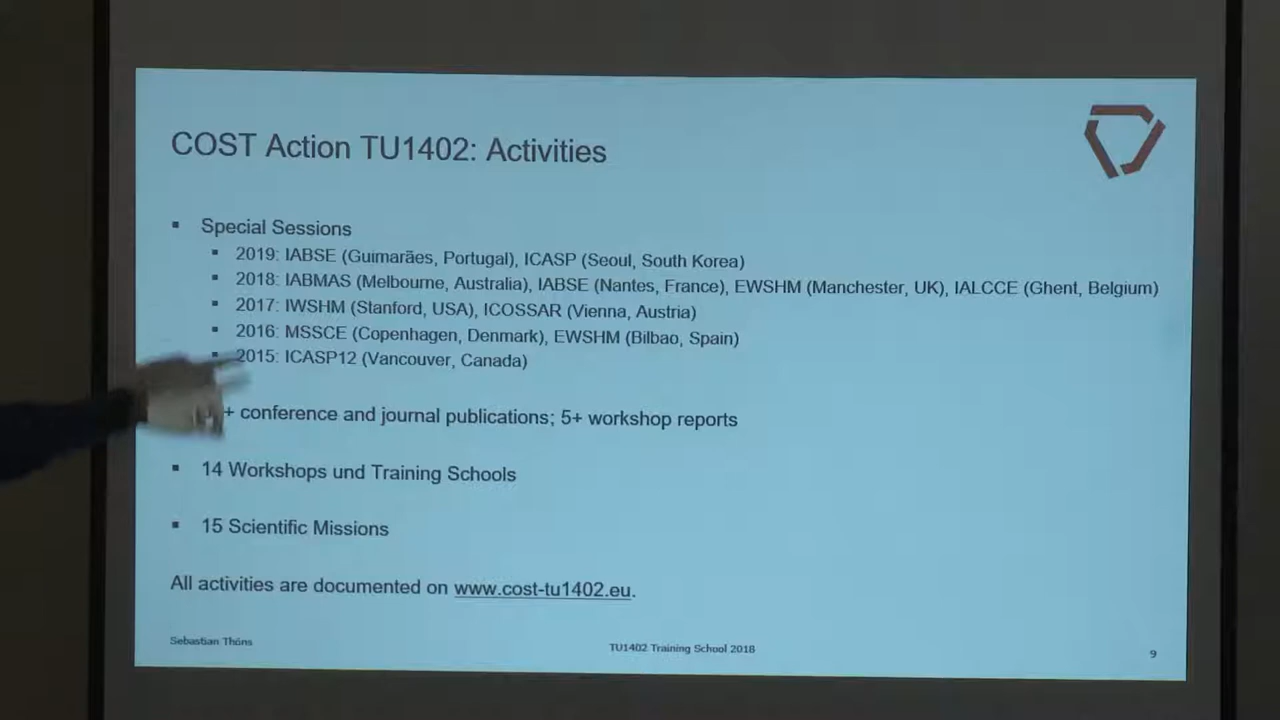 COST Action TU1402: Activities
Special Sessions
2019: IABSE (Guimarães, Portugal), ICASP (Seoul, South Korea)
2018: IABMAS (Melbourne, Australia), IABSE (Nantes, France), EWSHM (Manchester, UK), IALCCE (Ghent, Belgium)
2017: IWSHM (Stanford, USA), ICOSSAR (Vienna, Austria)
2016: MSSCE (Copenhagen, Denmark), EWSHM (Bilbao, Spain)
2015: ICASP12 (Vancouver, Canada)
+ conference and journal publications; 5+ workshop reports
14 Workshops und Training Schools
15 Scientific Missions
All activities are documented on www.cost-tu1402.eu.
Sebastian Thöns
TU1402 Training School 2018
9